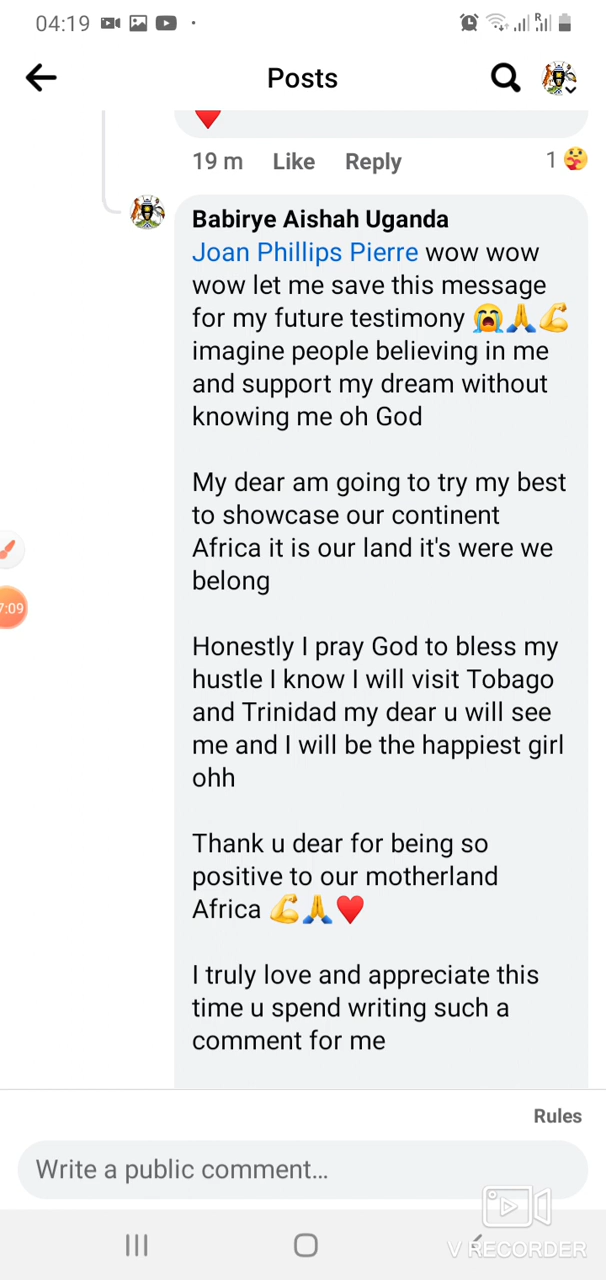 04:19
Posts
19 m Like Reply 1
Babirye Aishah Uganda
Joan Phillips Pierre wow wow
wow let me save this message
for my future testimony 😭🙏💪
imagine people believing in me
and support my dream without
knowing me oh God
My dear am going to try my best
to showcase our continent
Africa it is our land it's were we
belong
7:09
Honestly I pray God to bless my
hustle I know I will visit Tobago
and Trinidad my dear u will see
me and I will be the happiest girl
ohh
Thank u dear for being so
positive to our motherland
Africa 💪🙏♥️
I truly love and appreciate this
time u spend writing such a
comment for me
Rules
Write a public comment...
V RECORDER